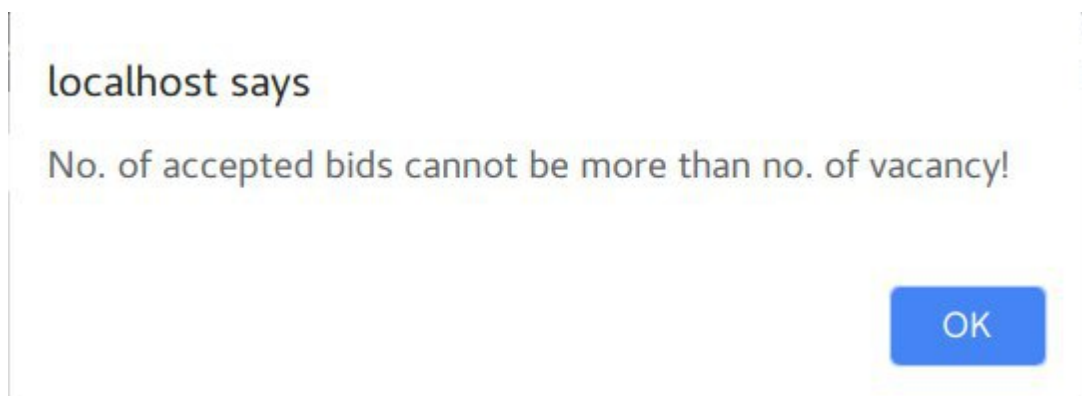 localhost says
No. of accepted bids cannot be more than no. of vacancy!
OK